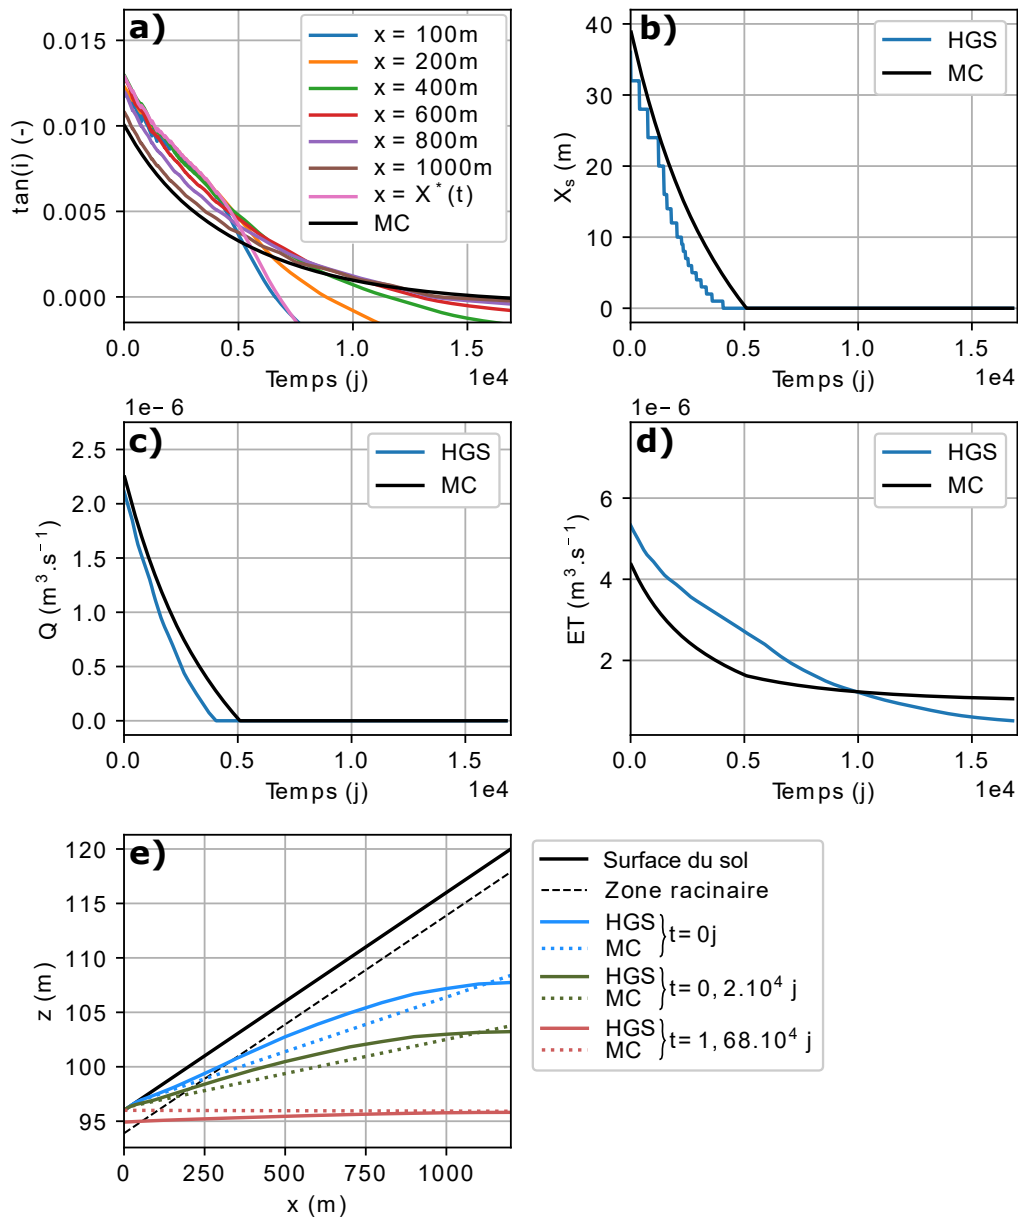 a)
0.015
0.010
0.005
0.000
tan(i) (-)
x = 100m
x = 200m
x = 400m
x = 600m
x = 800m
x = 1000m
x = X*(t)
MC
0.0 0.5 1.0 1.5
Temps (j)
1e4
b)
40
30
20
10
0
Xₛ (m)
HGS
MC
0.0 0.5 1.0 1.5
Temps (j)
1e4
1e−6
c)
2.5
2.0
1.5
1.0
0.5
0.0
Q (m³.s⁻¹)
HGS
MC
0.0 0.5 1.0 1.5
Temps (j)
1e4
1e−6
d)
6
4
2
ET (m³.s⁻¹)
HGS
MC
0.0 0.5 1.0 1.5
Temps (j)
1e4
e)
120
115
110
105
100
95
z (m)
0 250 500 750 1000
x (m)
Surface du sol
Zone racinaire
HGS
MC
}t= 0j
HGS
MC
}t= 0, 2.10⁴ j
HGS
MC
}t= 1, 68.10⁴ j